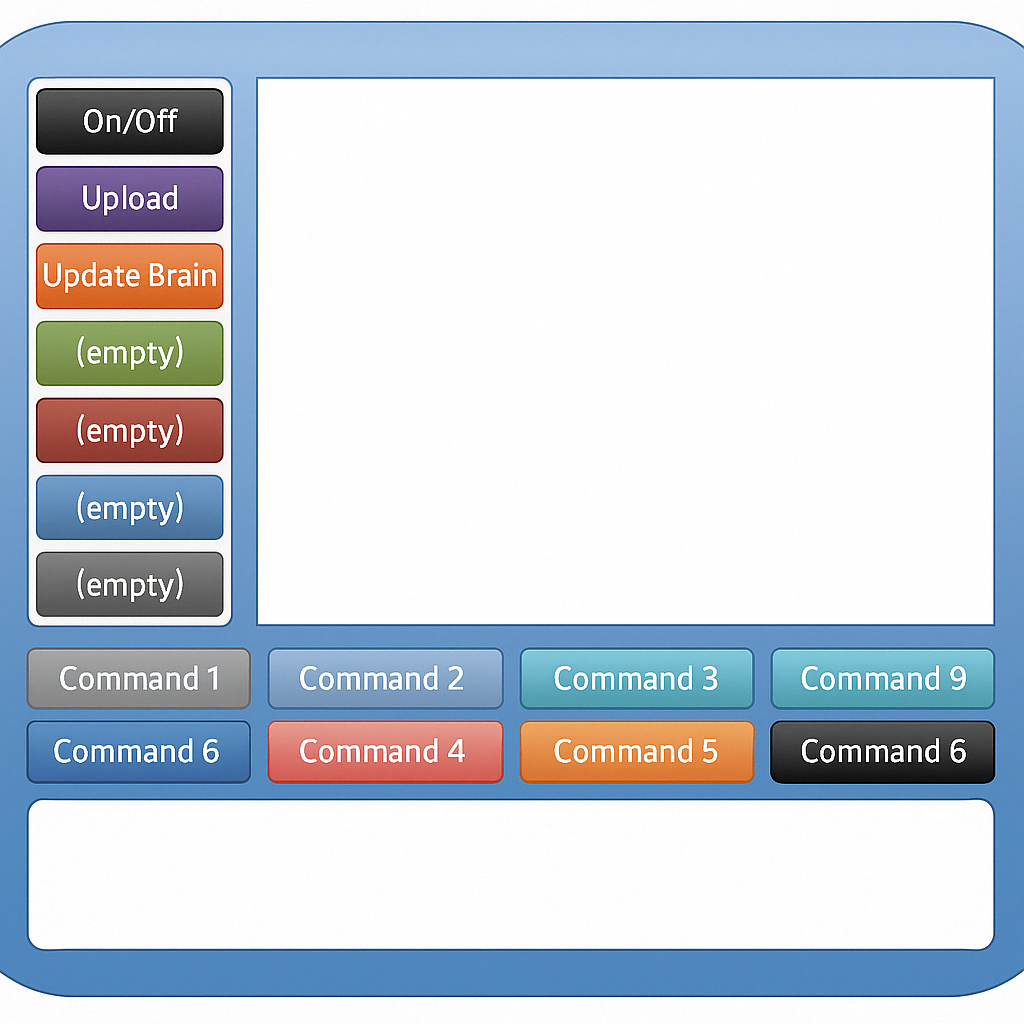 On/Off
Upload
Update Brain
(empty)
(empty)
(empty)
(empty)
Command 1
Command 2
Command 3
Command 9
Command 6
Command 4
Command 5
Command 6